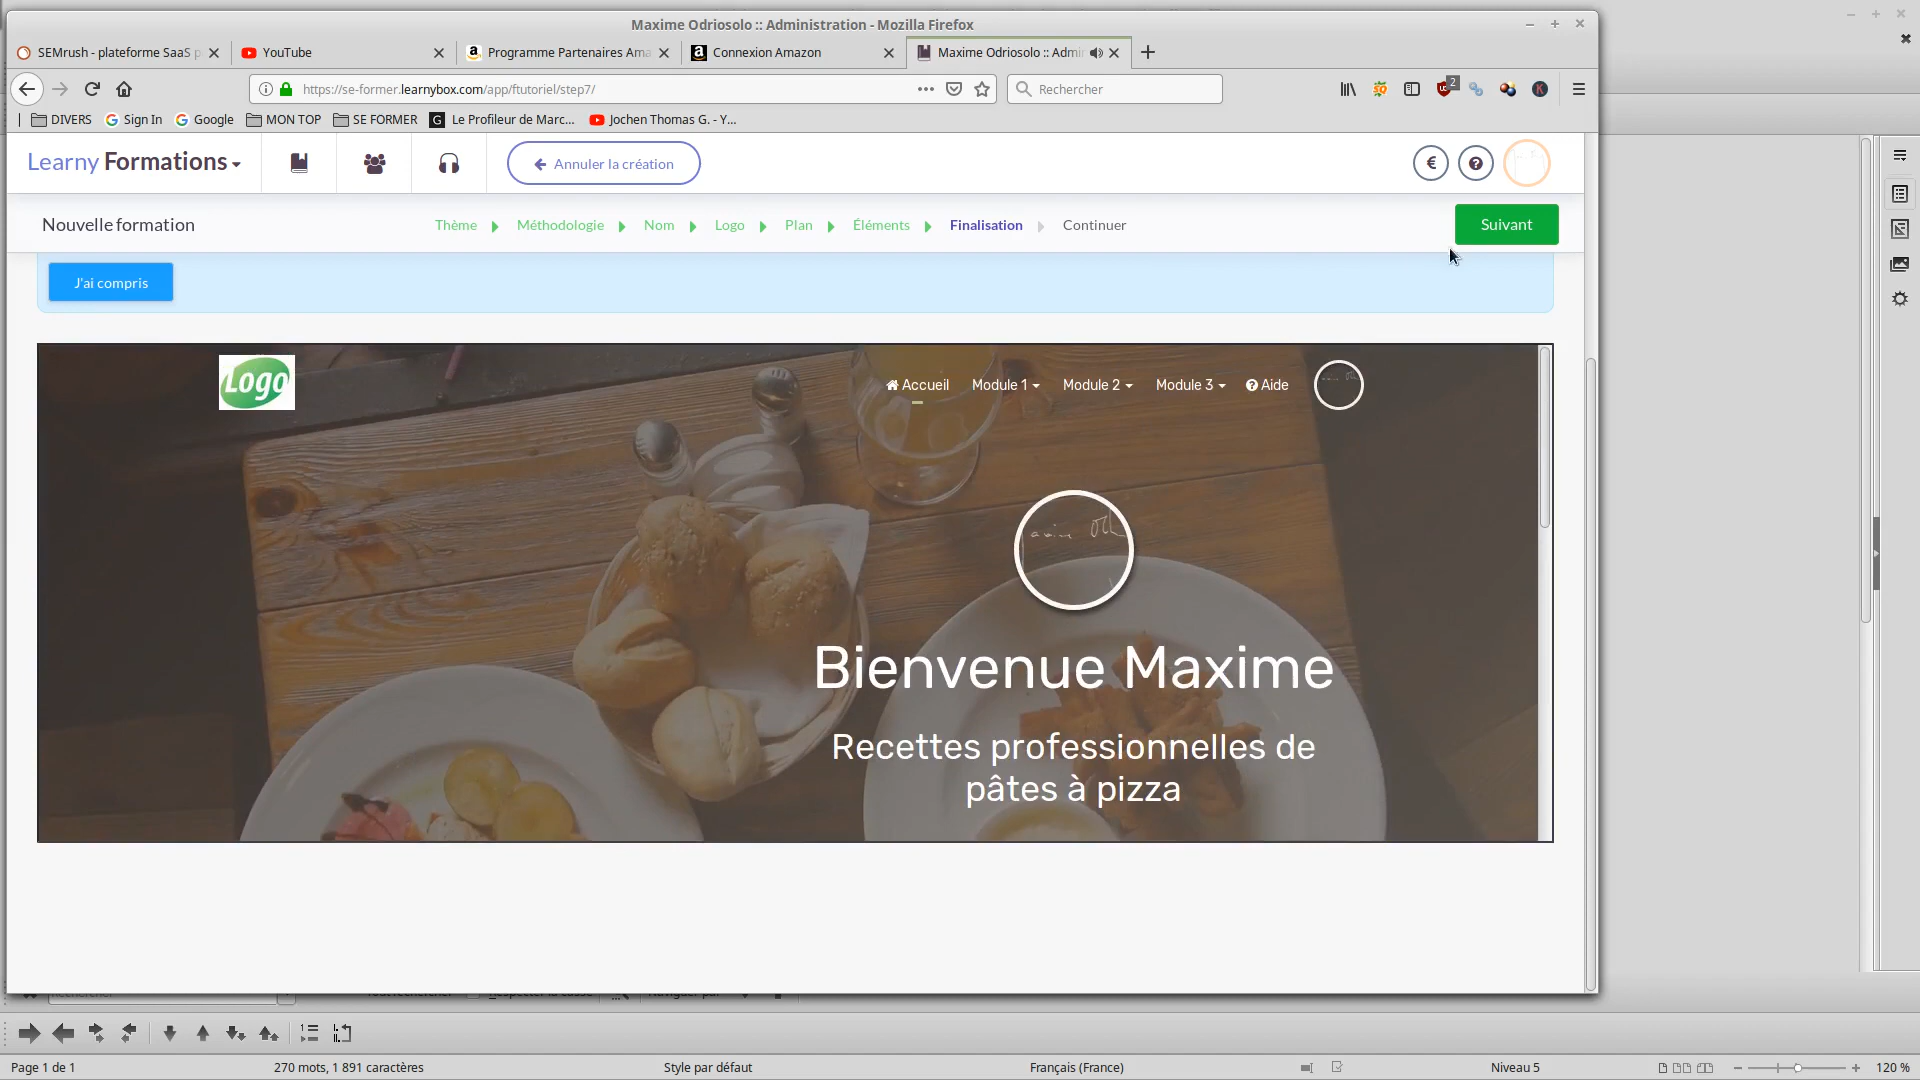 Maxime Odriosolo :: Administration - Mozilla Firefox
SEMrush - plateforme SaaS p
YouTube
Programme Partenaires Ama
Connexion Amazon
Maxime Odriosolo :: Admin
https://se-former.learnybox.com/app/ftutoriel/step7/
Rechercher
2
DIVERS
Sign In
Google
MON TOP
SE FORMER
Le Profileur de Marc...
Jochen Thomas G. - Y...
Learny Formations
Annuler la création
€
?
Nouvelle formation
Thème
Méthodologie
Nom
Logo
Plan
Éléments
Finalisation
Continuer
Suivant
J'ai compris
Logo
Accueil
Module 1
Module 2
Module 3
Aide
Bienvenue Maxime
Recettes professionnelles de
pâtes à pizza
Page 1 de 1
270 mots, 1 891 caractères
Style par défaut
Français (France)
Niveau 5
120 %